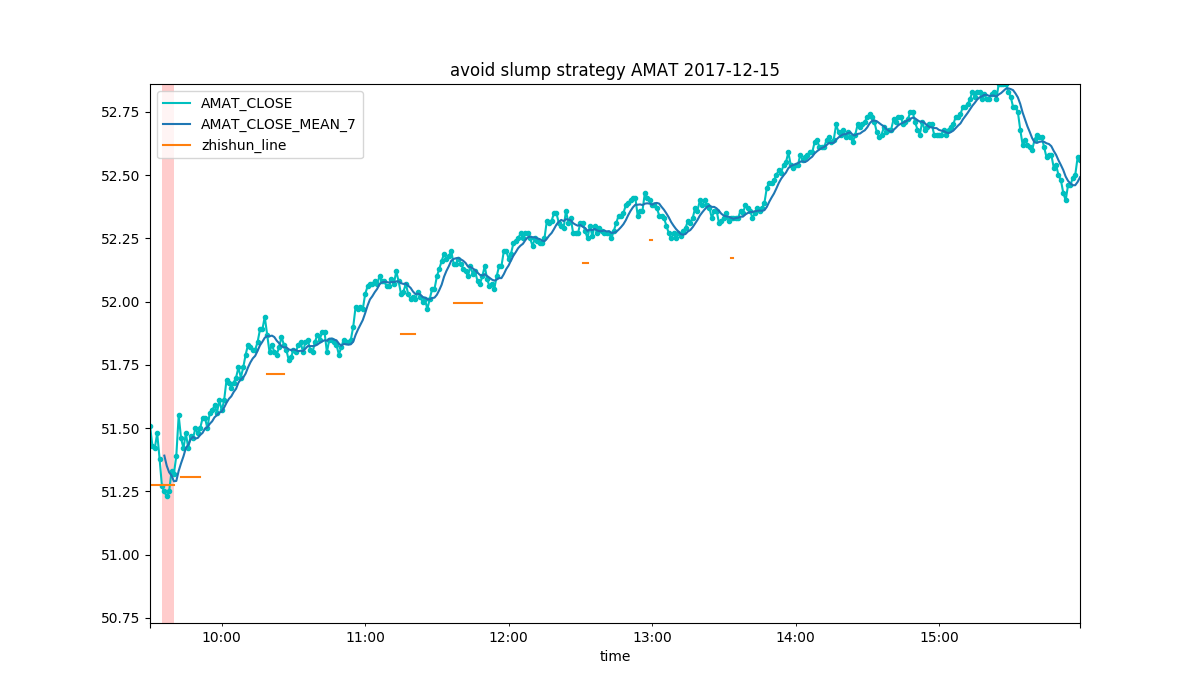 avoid slump strategy AMAT 2017-12-15
AMAT_CLOSE
AMAT_CLOSE_MEAN_7
zhishun_line
52.75
52.50
52.25
52.00
51.75
51.50
51.25
51.00
50.75
10:00 11:00 12:00 13:00 14:00 15:00
time